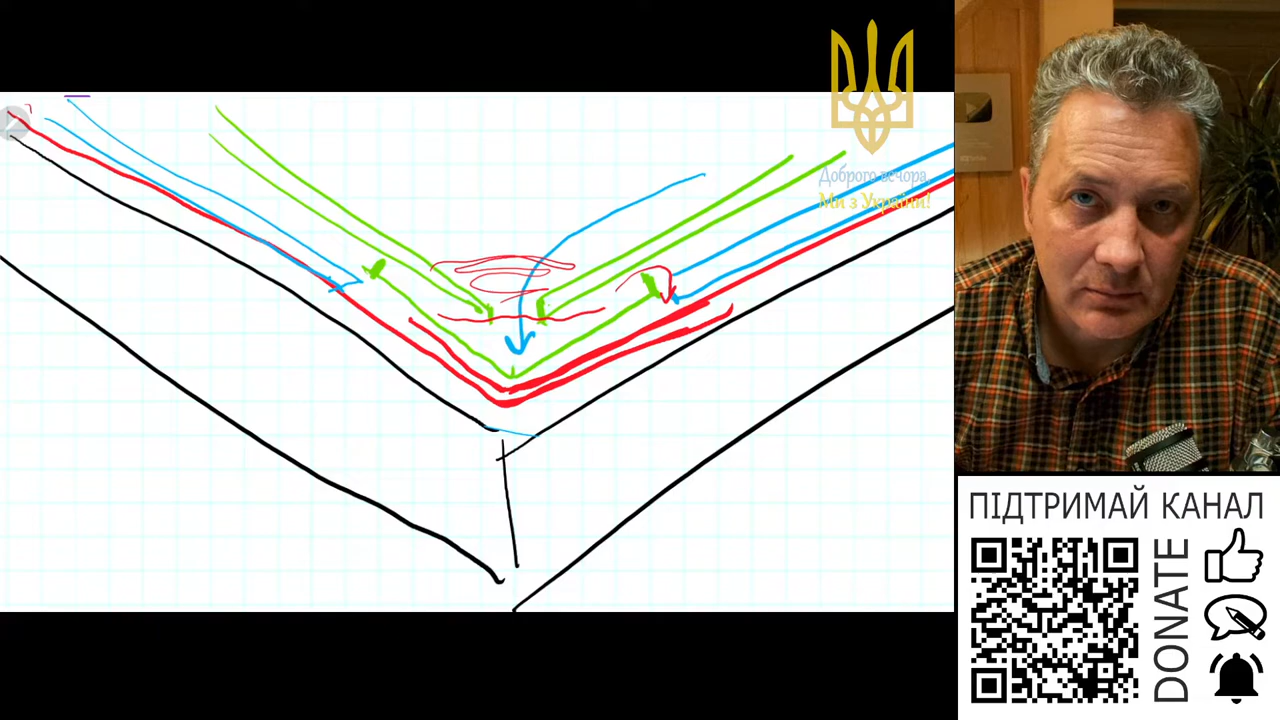 Доброго вечора,
Ми з України!
ПІДТРИМАЙ КАНАЛ
DONATE